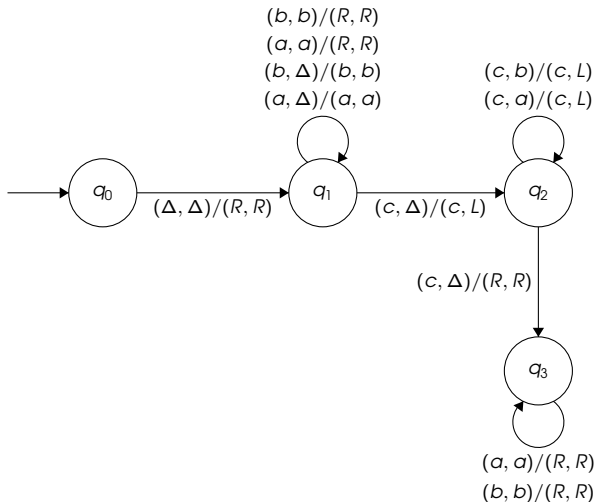 (b, b)/(R, R)
(a, a)/(R, R)
(b, Δ)/(b, b)
(a, Δ)/(a, a)
(c, b)/(c, L)
(c, a)/(c, L)
q0
q1
q2
(Δ, Δ)/(R, R)
(c, Δ)/(c, L)
(c, Δ)/(R, R)
q3
(a, a)/(R, R)
(b, b)/(R, R)